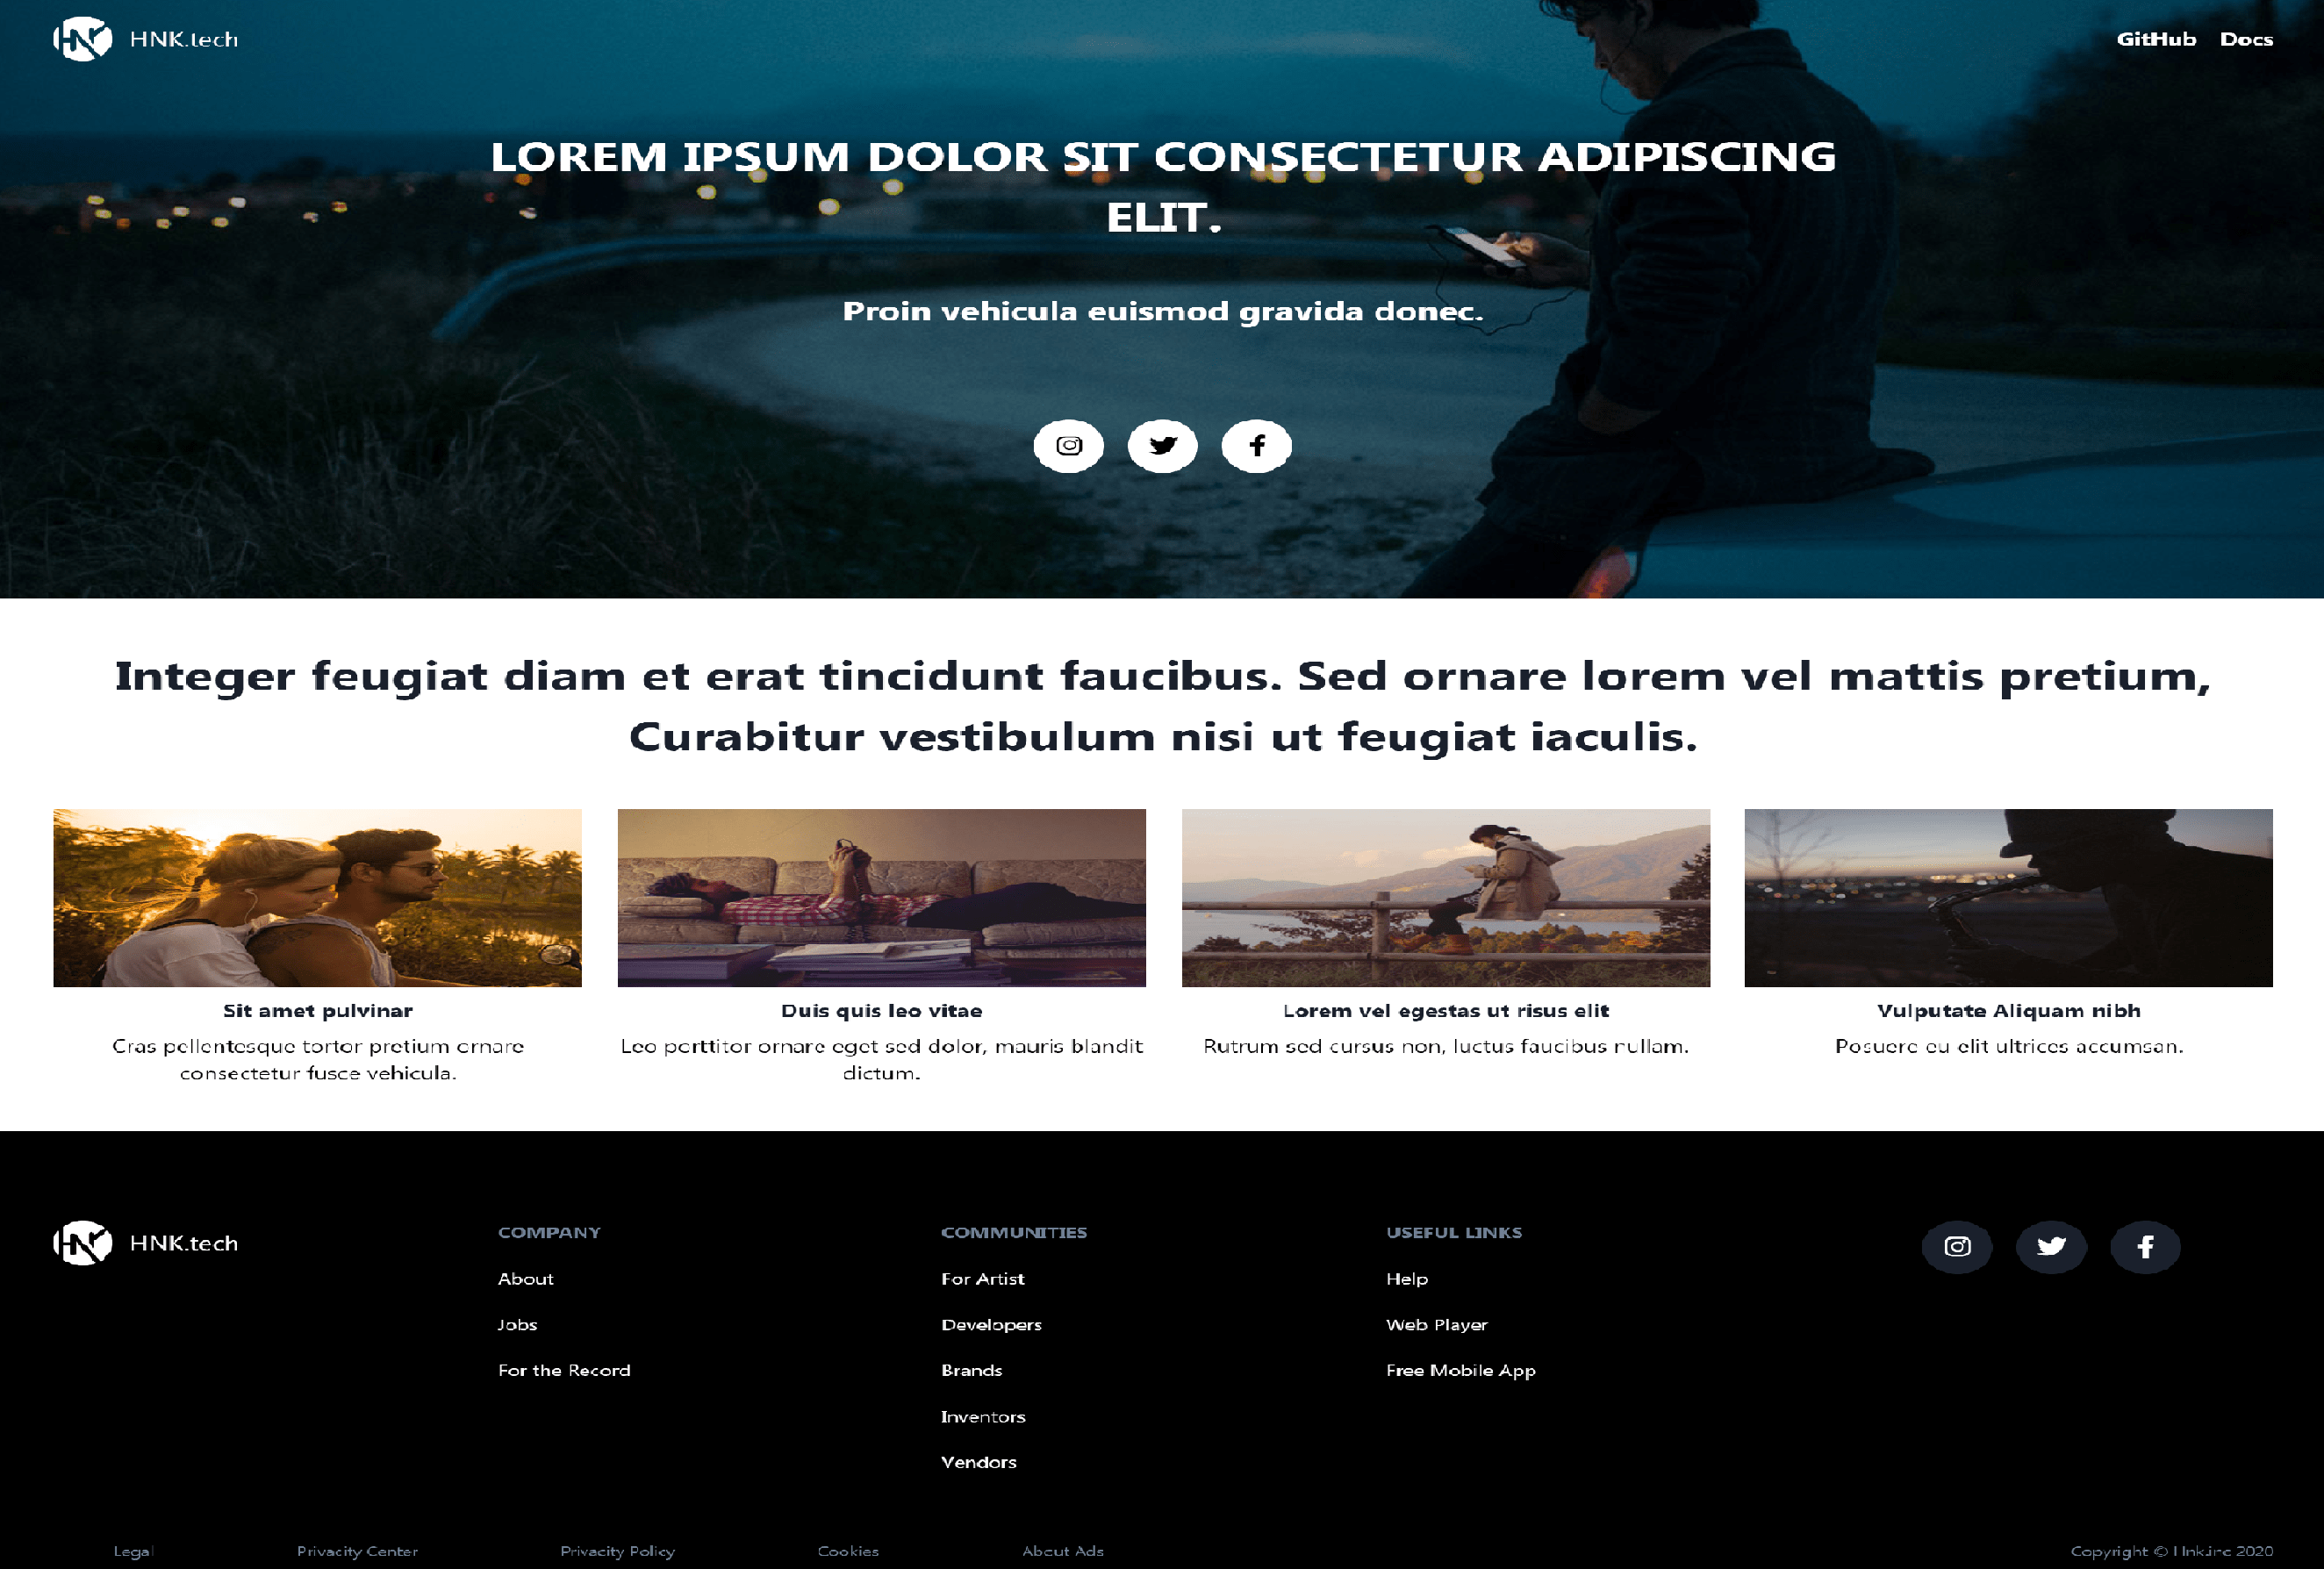 HNK.tech
GitHub Docs
LOREM IPSUM DOLOR SIT CONSECTETUR ADIPISCING
ELIT.
Proin vehicula euismod gravida donec.
Integer feugiat diam et erat tincidunt faucibus. Sed ornare lorem vel mattis pretium,
Curabitur vestibulum nisi ut feugiat iaculis.
Sit amet pulvinar
Cras pellentesque tortor pretium ornare
consectetur fusce vehicula.
Duis quis leo vitae
Leo porttitor ornare eget sed dolor, mauris blandit
dictum.
Lorem vel egestas ut risus elit
Rutrum sed cursus non, luctus faucibus nullam.
Vulputate Aliquam nibh
Posuere eu elit ultrices accumsan.
HNK.tech
COMPANY
About
Jobs
For the Record
COMMUNITIES
For Artist
Developers
Brands
Inventors
Vendors
USEFUL LINKS
Help
Web Player
Free Mobile App
Legal Privacity Center Privacity Policy Cookies About Ads
Copyright © Hnk.inc 2020